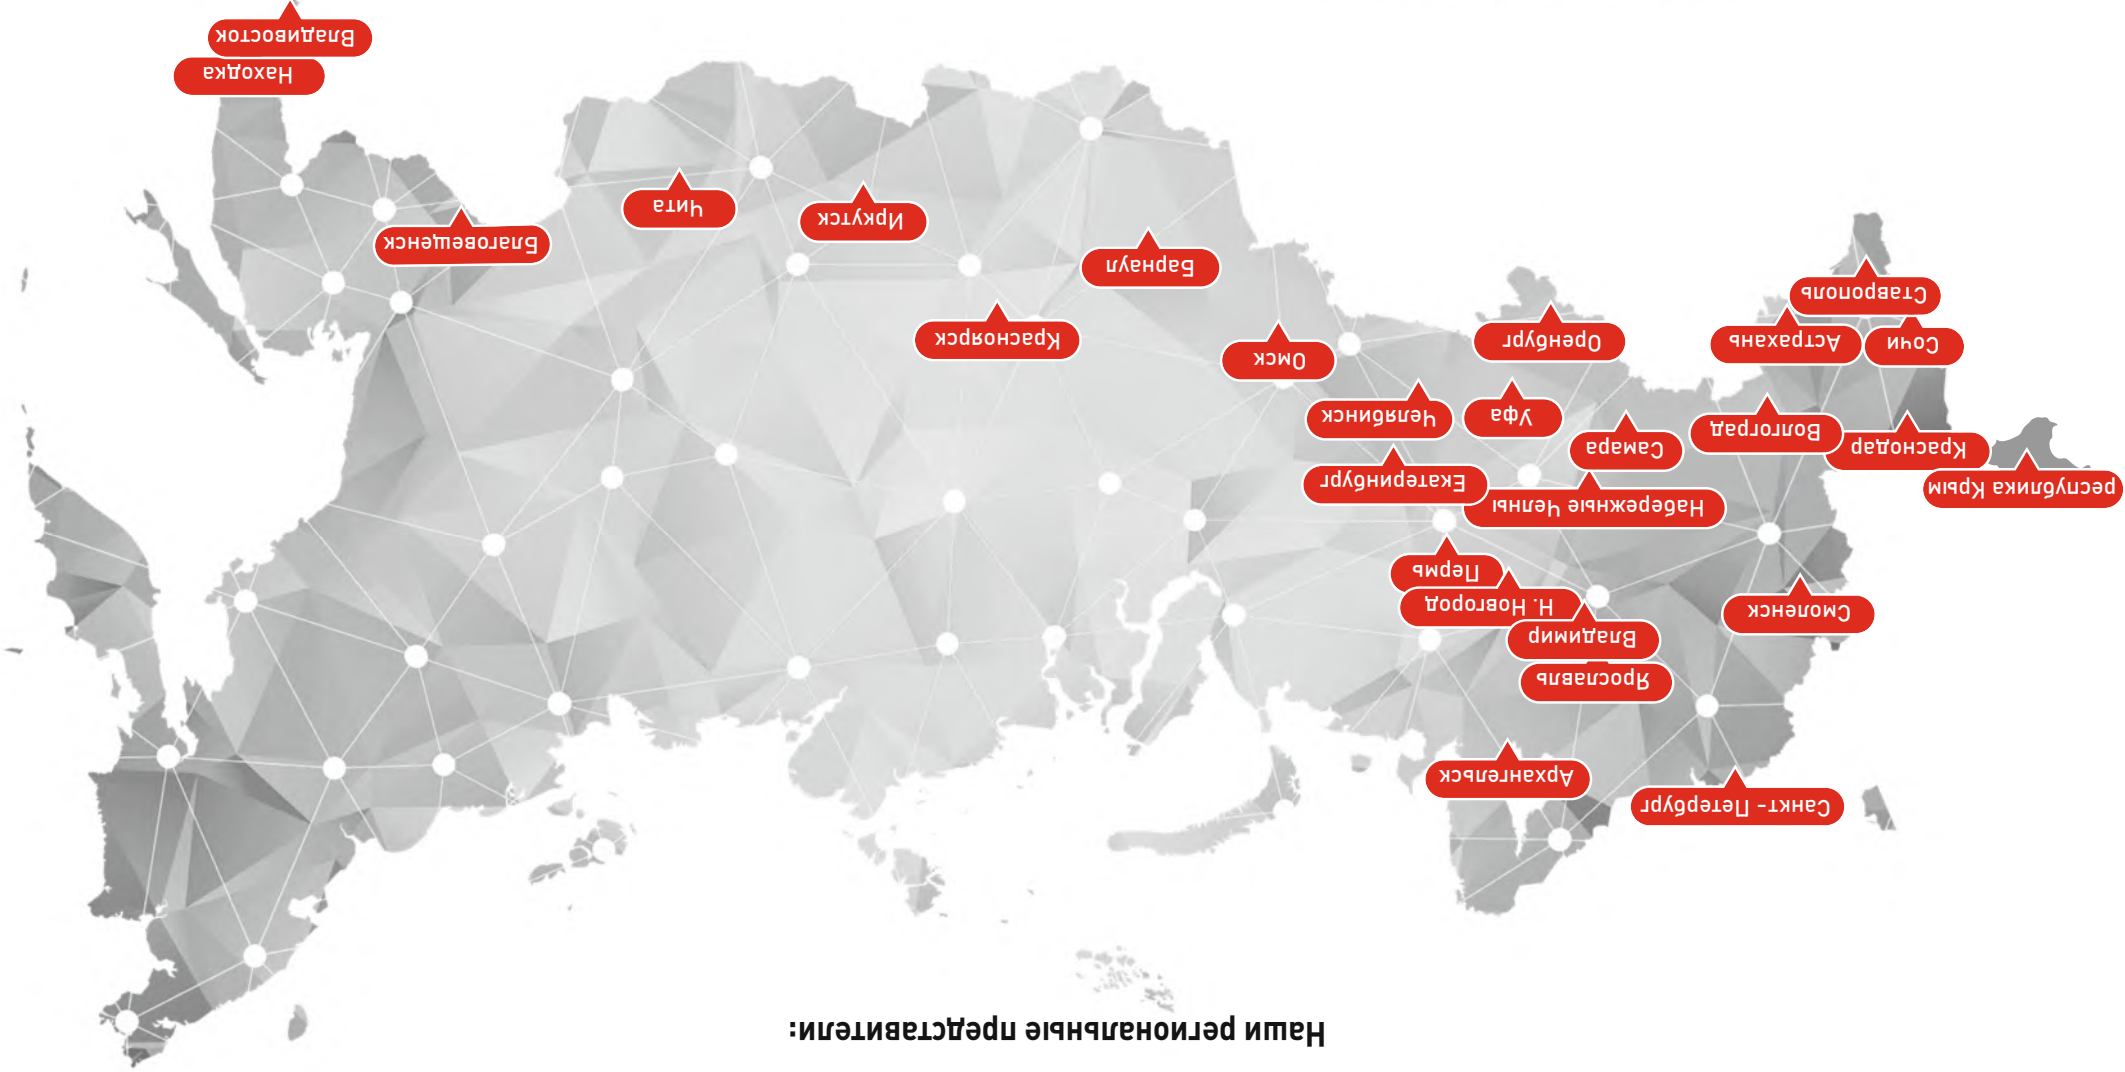 Наши региональные представители:
Санкт- Петербург
Архангельск
Ярославль
Владимир
Смоленск
Н. Новгород
Пермь
Набережные Челны
республика Крым
Екатеринбург
Краснодар
Самара
Волгоград
Уфа
Челябинск
Омск
Сочи
Астрахань
Оренбург
Красноярск
Ставрополь
Барнаул
Благовещенск
Иркутск
Чита
Находка
Владивосток